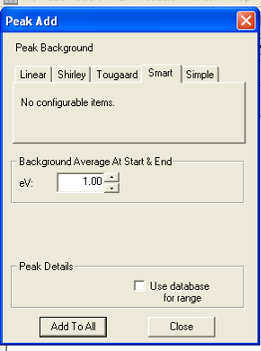 Peak Add
Peak Background
Linear Shirley Tougaard Smart Simple
No configurable items.
Background Average At Start & End
eV: 1.00
Peak Details
Use database
for range
Add To All Close